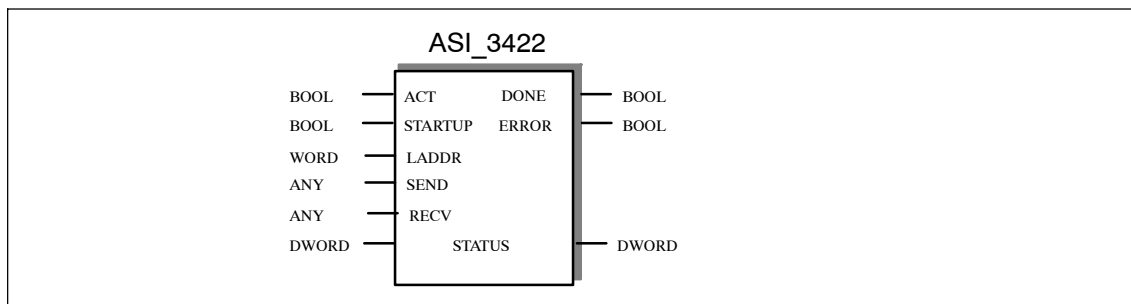 ASI_3422
BOOL ACT DONE BOOL
BOOL STARTUP ERROR BOOL
WORD LADDR
ANY SEND
ANY RECV
DWORD STATUS DWORD